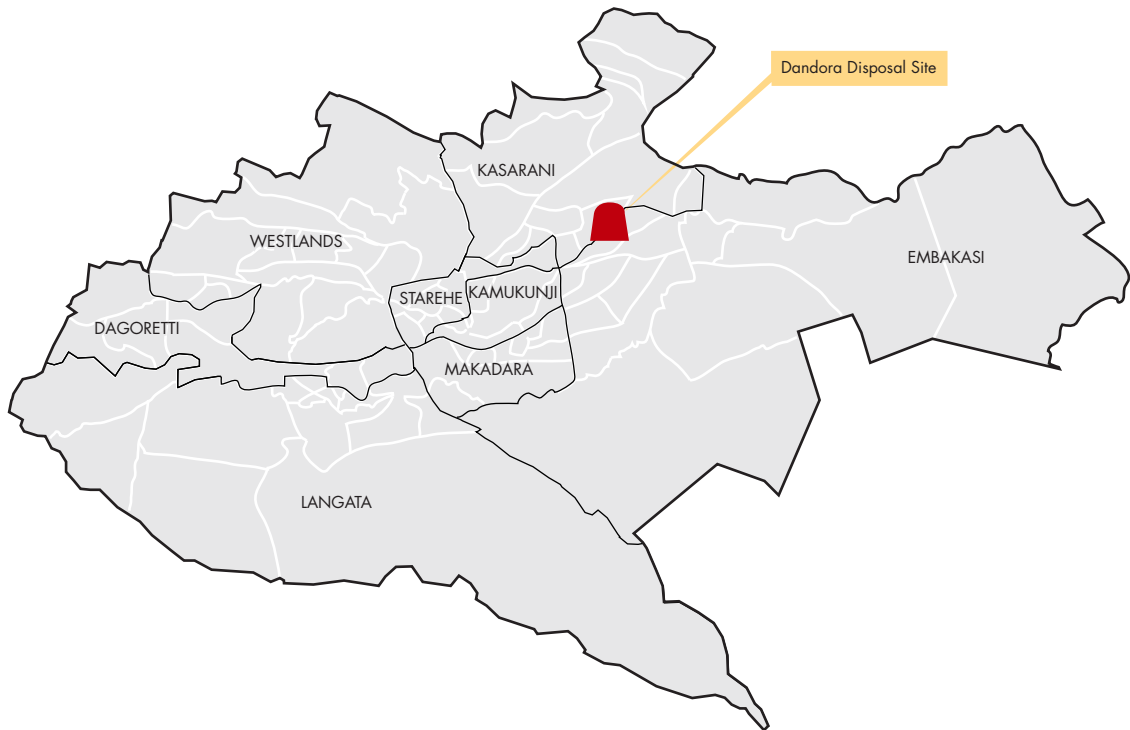 Dandora Disposal Site
KASARANI
WESTLANDS
EMBAKASI
STAREHE
KAMUKUNJI
DAGORETTI
MAKADARA
LANGATA